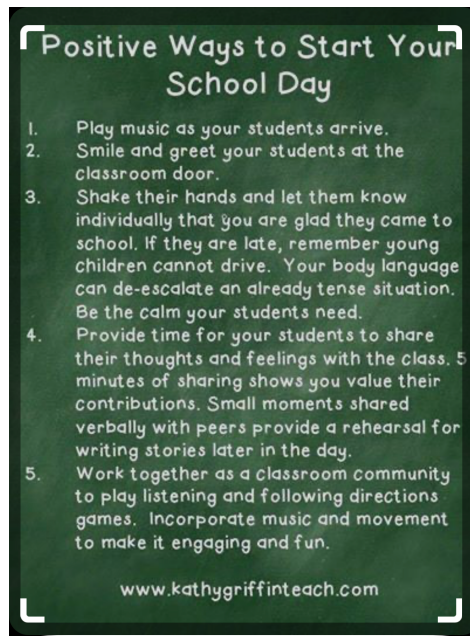 Positive Ways to Start Your
School Day
1. Play music as your students arrive.
2. Smile and greet your students at the
classroom door.
3. Shake their hands and let them know
individually that you are glad they came to
school. If they are late, remember young
children cannot drive. Your body language
can de-escalate an already tense situation.
Be the calm your students need.
4. Provide time for your students to share
their thoughts and feelings with the class. 5
minutes of sharing shows you value their
contributions. Small moments shared
verbally with peers provide a rehearsal for
writing stories later in the day.
5. Work together as a classroom community
to play listening and following directions
games. Incorporate music and movement
to make it engaging and fun.
www.kathygriffinteach.com